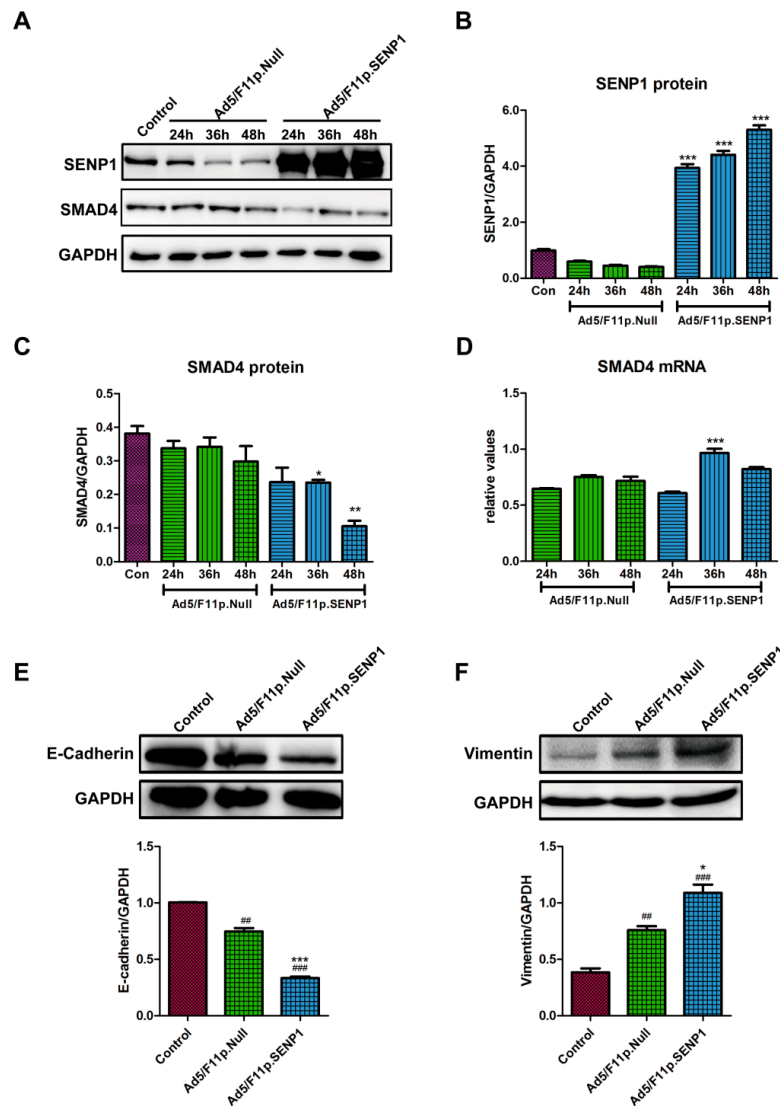 A
Control
Ad5/F11p.Null
Ad5/F11p.SENP1
24h 36h 48h 24h 36h 48h
SENP1
SMAD4
GAPDH
B
SENP1 protein
SENP1/GAPDH
6.0
4.0
2.0
0.0
***
***
***
Con 24h 36h 48h 24h 36h 48h
Ad5/F11p.Null Ad5/F11p.SENP1
C
SMAD4 protein
SMAD4/GAPDH
0.5
0.4
0.3
0.2
0.1
0.0
*
**
Con 24h 36h 48h 24h 36h 48h
Ad5/F11p.Null Ad5/F11p.SENP1
D
SMAD4 mRNA
relative values
1.5
1.0
0.5
0.0
***
24h 36h 48h 24h 36h 48h
Ad5/F11p.Null Ad5/F11p.SENP1
E
Control
Ad5/F11p.Null
Ad5/F11p.SENP1
E-Cadherin
GAPDH
E-cadherin/GAPDH
1.5
1.0
0.5
0.0
##
***
###
Control
Ad5/F11p.Null
Ad5/F11p.SENP1
F
Control
Ad5/F11p.Null
Ad5/F11p.SENP1
Vimentin
GAPDH
Vimentin/GAPDH
1.5
1.0
0.5
0.0
##
*
###
Control
Ad5/F11p.Null
Ad5/F11p.SENP1